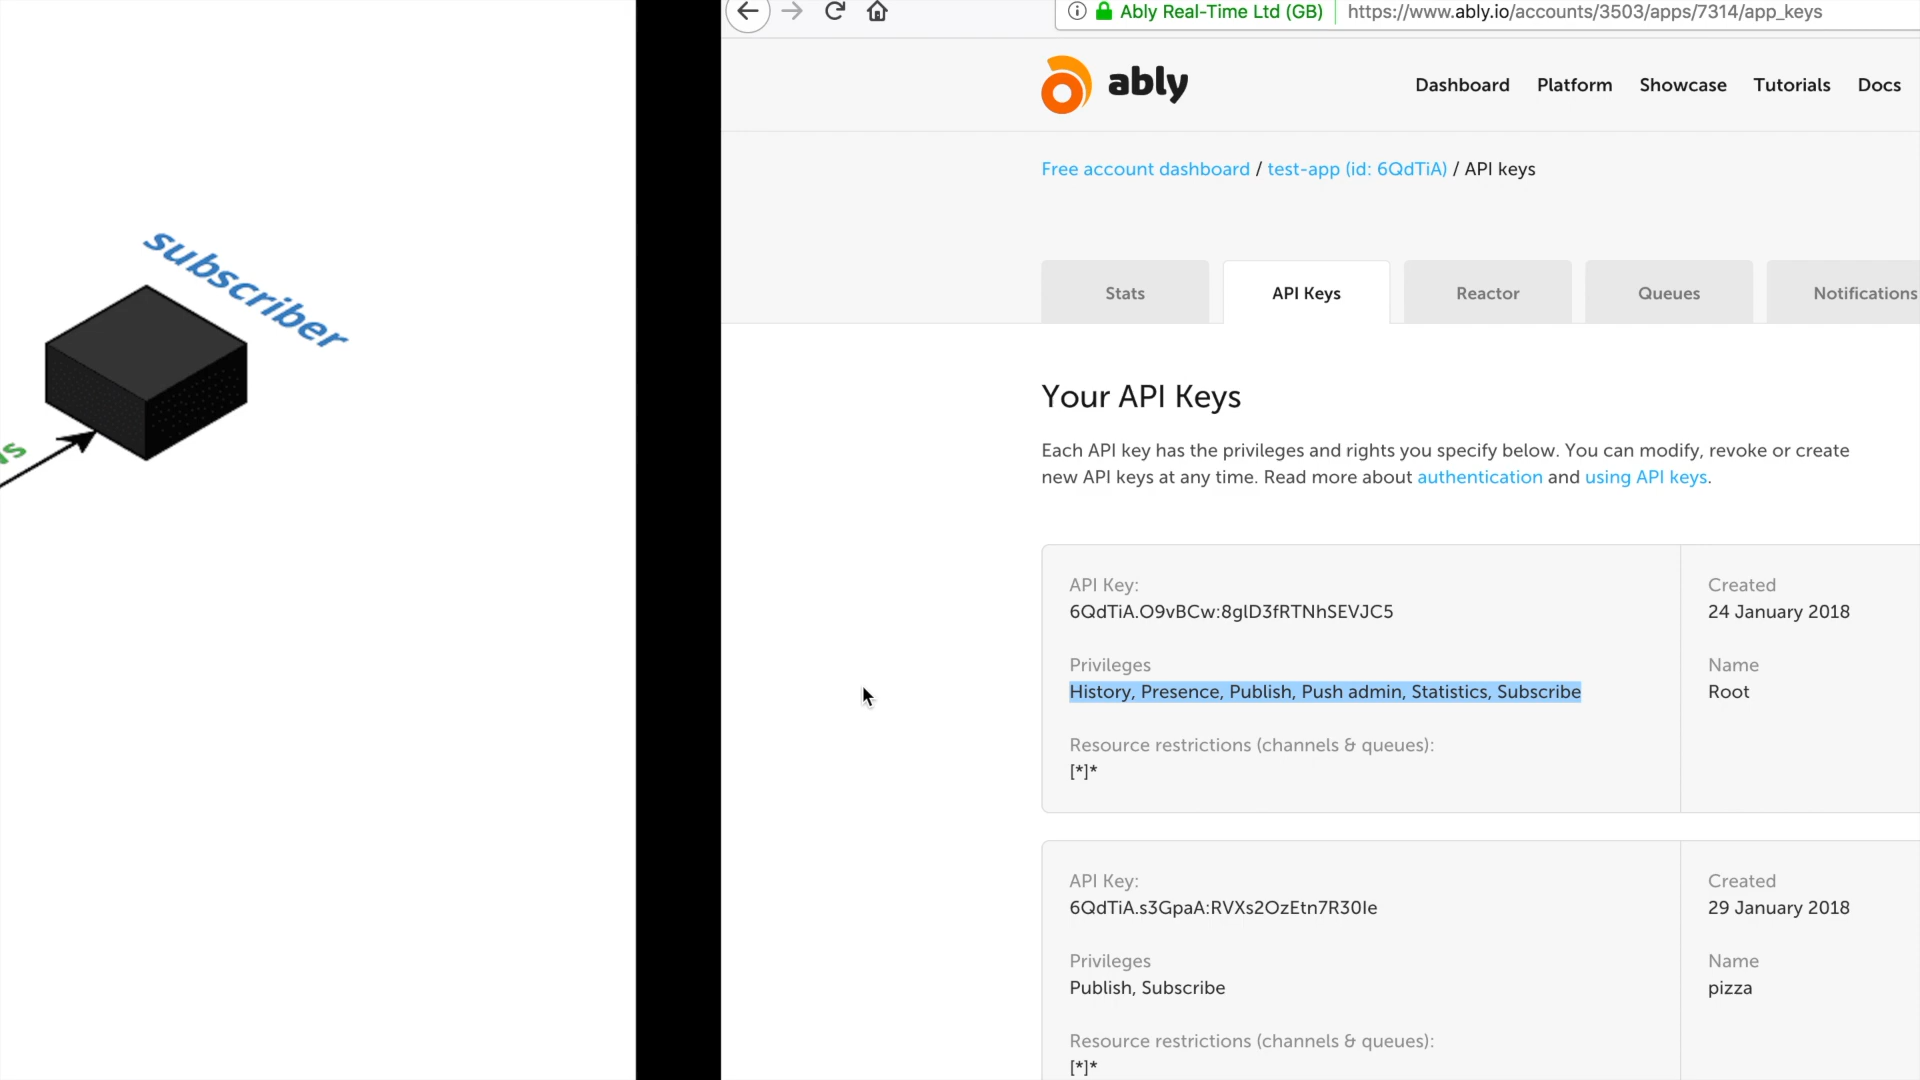 subscriber
Ably Real-Time Ltd (GB)
https://www.ably.io/accounts/3503/apps/7314/app_keys
ably
Dashboard Platform Showcase Tutorials Docs
Free account dashboard / test-app (id: 6QdTiA) / API keys
Stats API Keys Reactor Queues Notifications
Your API Keys
Each API key has the privileges and rights you specify below. You can modify, revoke or create
new API keys at any time. Read more about authentication and using API keys.
API Key:
6QdTiA.O9vBCw:8glD3fRTNhSEVJC5
Privileges
History, Presence, Publish, Push admin, Statistics, Subscribe
Resource restrictions (channels & queues):
[*]*
Created
24 January 2018
Name
Root
API Key:
6QdTiA.s3GpaA:RVXs2OzEtn7R30Ie
Privileges
Publish, Subscribe
Resource restrictions (channels & queues):
[*]*
Created
29 January 2018
Name
pizza